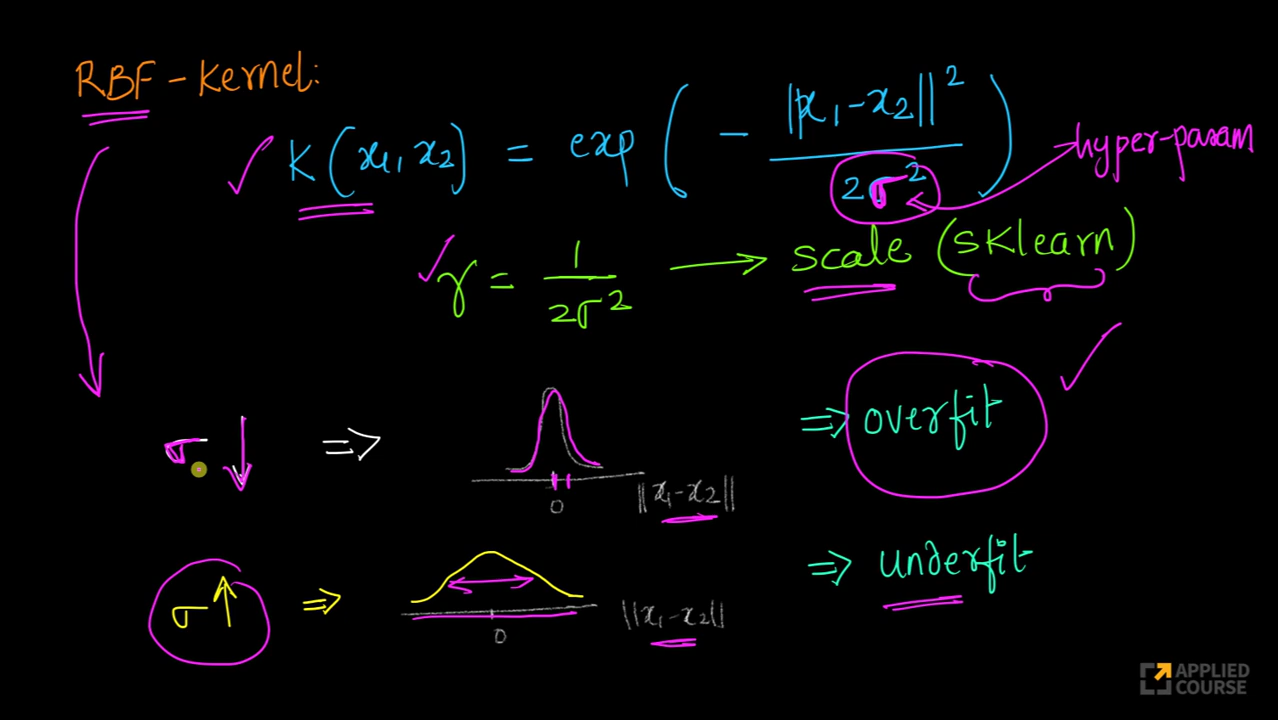 RBF-Kernel:
K(x₁, x₂) = exp( - ||x₁-x₂||² / 2σ² )
hyper-param
γ = 1 / 2σ² → scale (sklearn)
σ ↓ ⇒ 0 ||x₁-x₂|| ⇒ overfit
σ ↑ ⇒ 0 ||x₁-x₂|| ⇒ underfit
APPLIED
COURSE